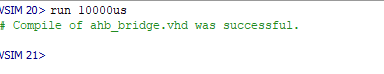 VSIM 20> run 10000us
# Compile of ahb_bridge.vhd was successful.
VSIM 21>